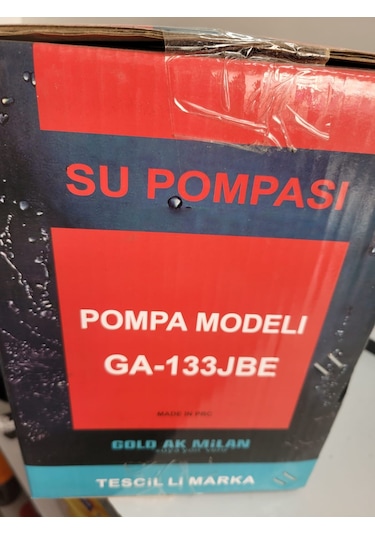 SU POMPASI
POMPA MODELİ
GA-133JBE
MADE IN PRC
GOLD AK MiLAN
TESCiL Li MARKA